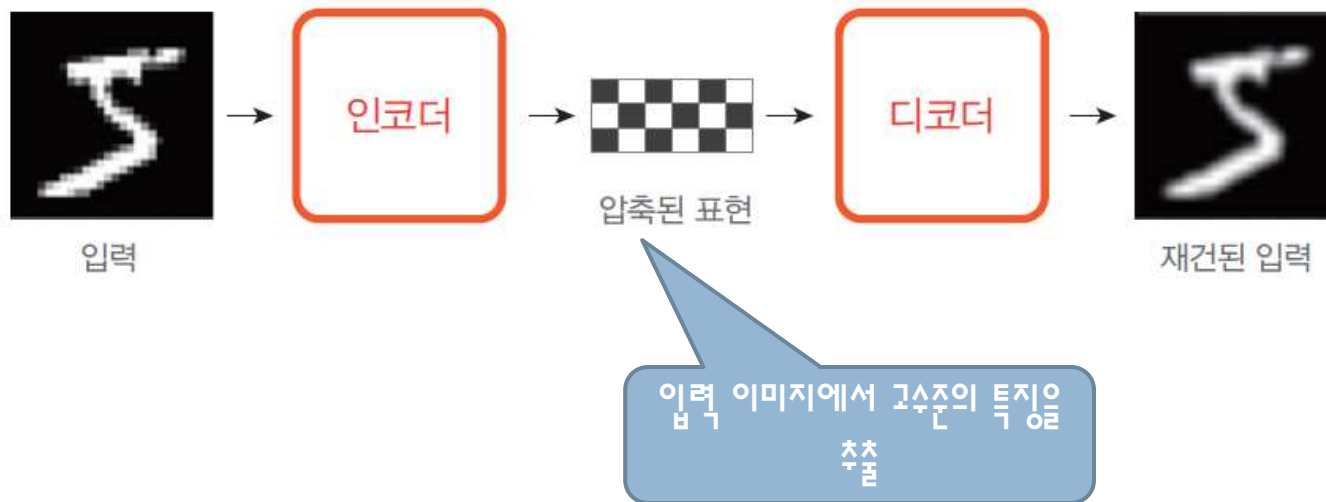 인코더
디코더
압축된 표현
입력
재건된 입력
입력 이미지에서 고수준의 특징을
추출